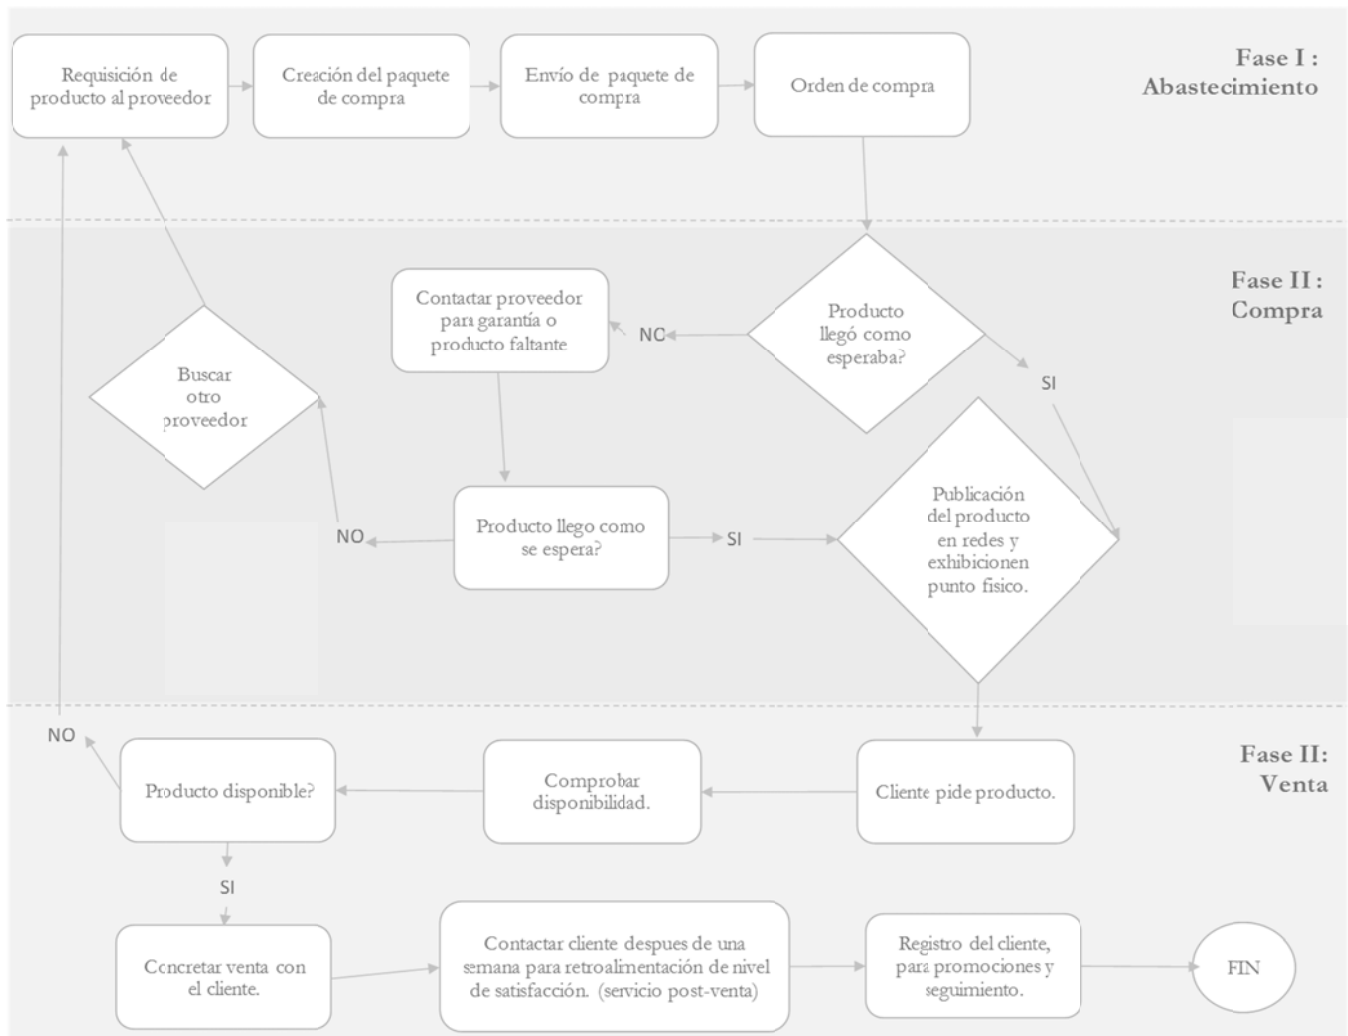 Requisición de
producto al proveedor
Creación del paquete
de compra
Envío de paquete de
compra
Orden de compra
Fase I :
Abastecimiento
Fase II :
Compra
Producto
llegó como
esperaba?
NO
SI
Contactar proveedor
para garantía o
producto faltante
Buscar
otro
proveedor
Producto llego como
se espera?
NO
SI
Publicación
del producto
en redes y
exhibicionen
punto fisico.
Fase II:
Venta
NO
Producto disponible?
Comprobar
disponibilidad.
Cliente pide producto.
SI
Concretar venta con
el cliente.
Contactar cliente despues de una
semana para retroalimentación de nivel
de satisfacción. (servicio post-venta)
Registro del cliente,
para promociones y
seguimiento.
FIN